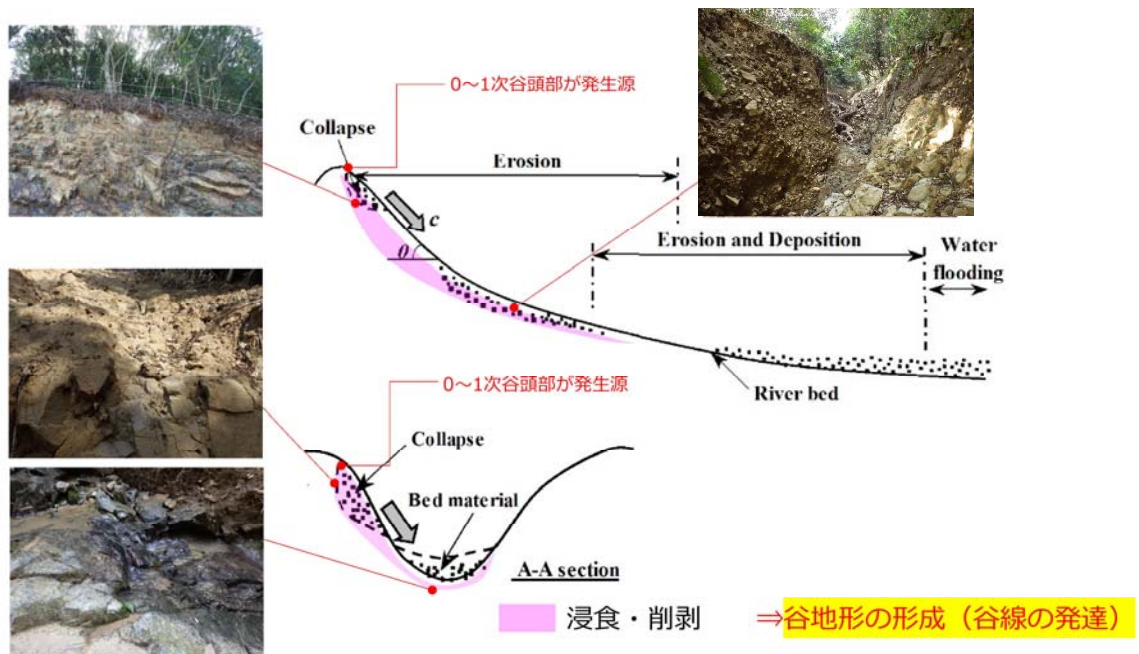 0～1次谷頭部が発生源
Collapse
Erosion
c
θ
Erosion and Deposition
Water
flooding
River bed
0～1次谷頭部が発生源
Collapse
Bed material
A-A section
浸食・削剥
⇒谷地形の形成（谷線の発達）